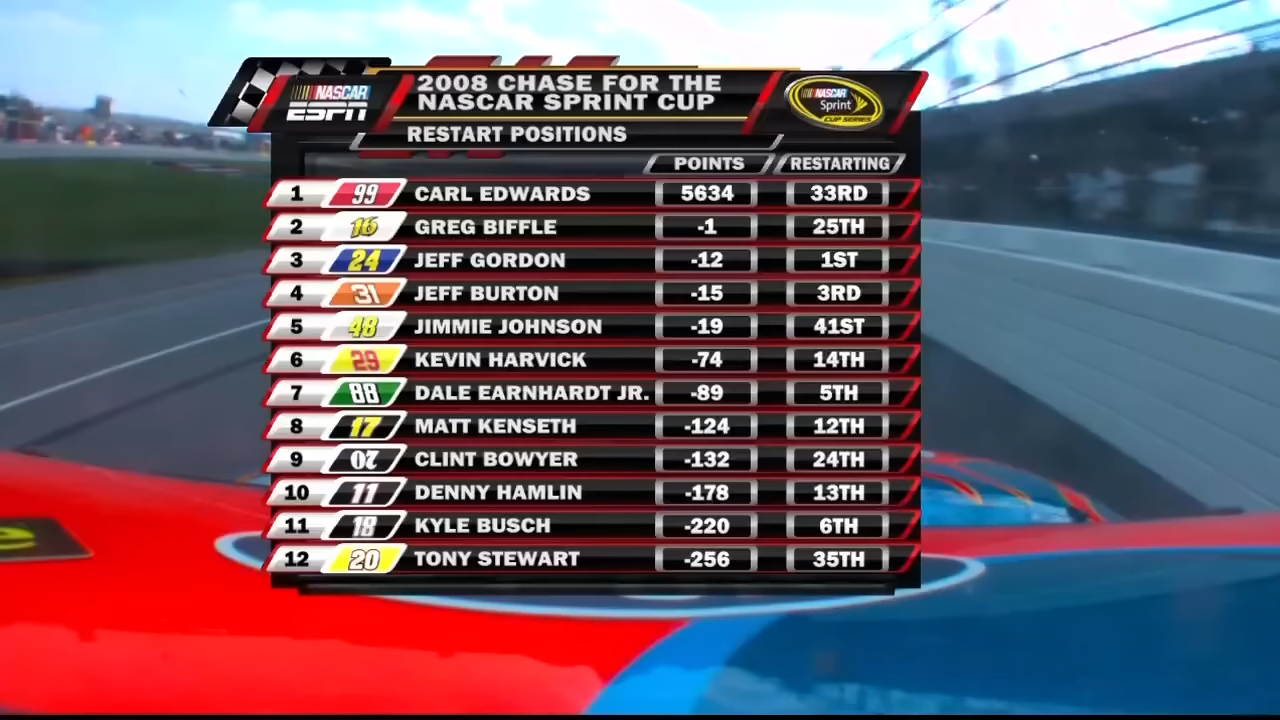 NASCAR
ESPN
2008 CHASE FOR THE
NASCAR SPRINT CUP
NASCAR
Sprint
CUP SERIES
RESTART POSITIONS
POINTS RESTARTING
1 99 CARL EDWARDS 5634 33RD
2 16 GREG BIFFLE -1 25TH
3 24 JEFF GORDON -12 1ST
4 31 JEFF BURTON -15 3RD
5 48 JIMMIE JOHNSON -19 41ST
6 29 KEVIN HARVICK -74 14TH
7 88 DALE EARNHARDT JR. -89 5TH
8 17 MATT KENSETH -124 12TH
9 07 CLINT BOWYER -132 24TH
10 11 DENNY HAMLIN -178 13TH
11 18 KYLE BUSCH -220 6TH
12 20 TONY STEWART -256 35TH